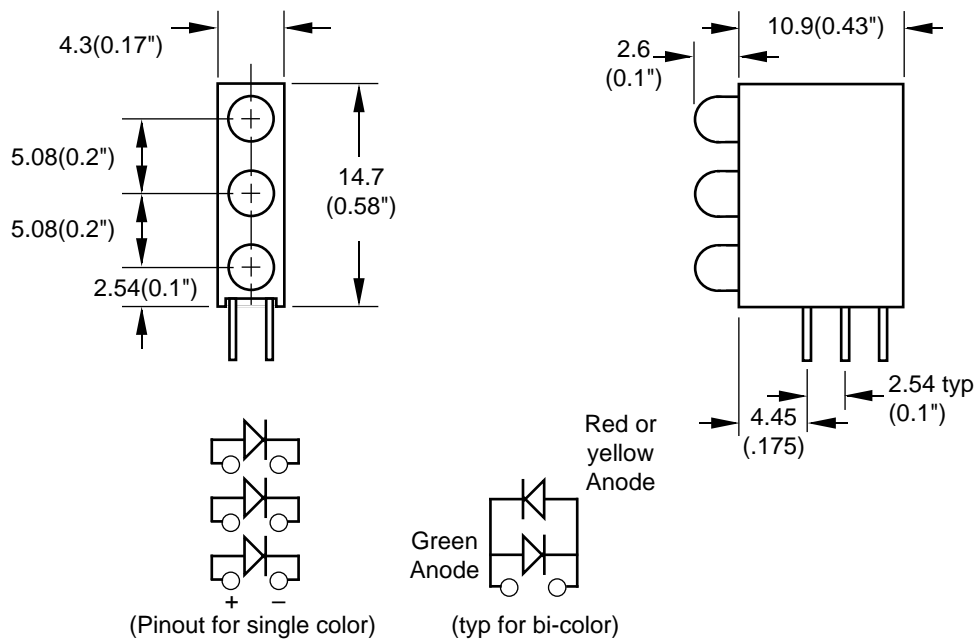 4.3(0.17")
5.08(0.2")
5.08(0.2")
2.54(0.1")
14.7
(0.58")
10.9(0.43")
2.6
(0.1")
2.54 typ
(0.1")
4.45
(.175)
+ –
(Pinout for single color)
Red or
yellow
Anode
Green
Anode
(typ for bi-color)